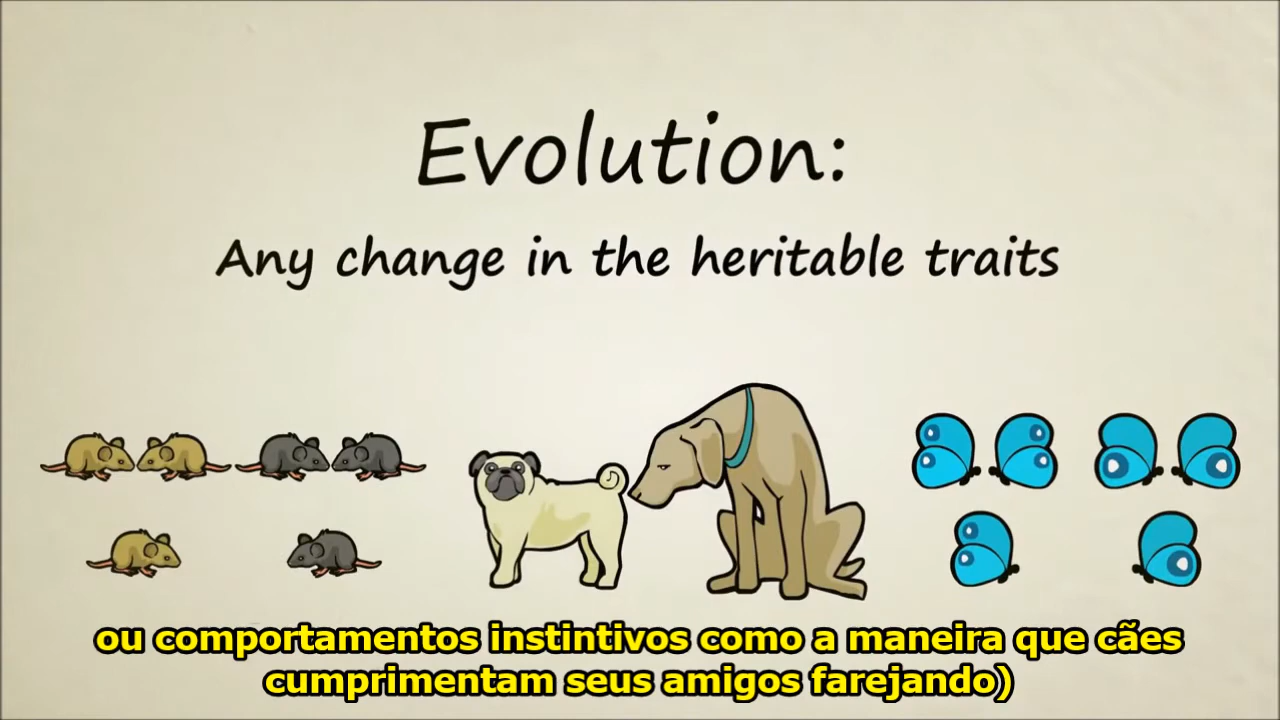 Evolution:
Any change in the heritable traits
ou comportamentos instintivos como a maneira que cães
cumprimentam seus amigos farejando)